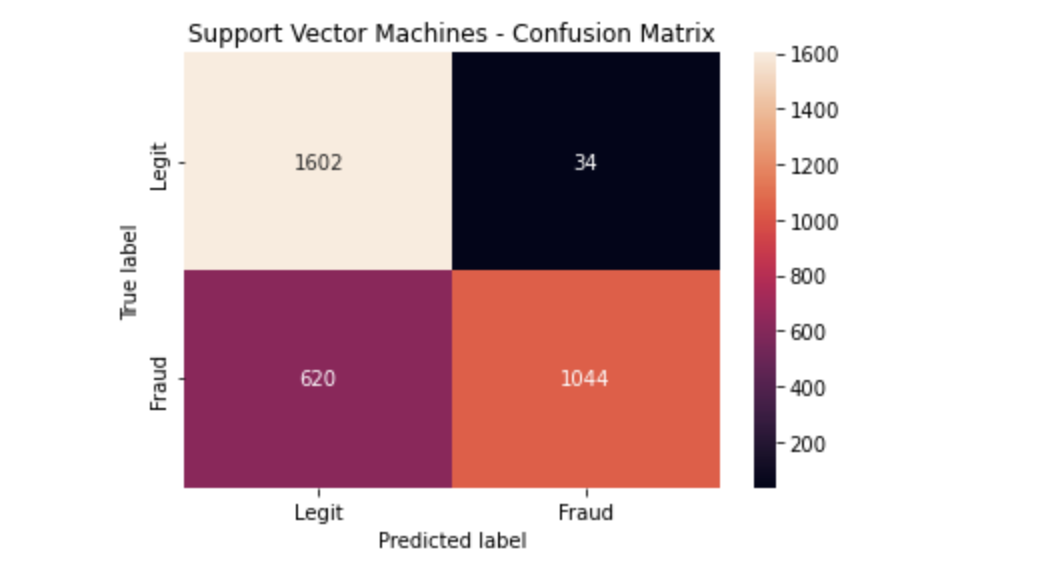 Support Vector Machines - Confusion Matrix
1600
1400
1200
1000
800
600
400
200
True label
Legit
Fraud
1602
34
620
1044
Legit
Fraud
Predicted label